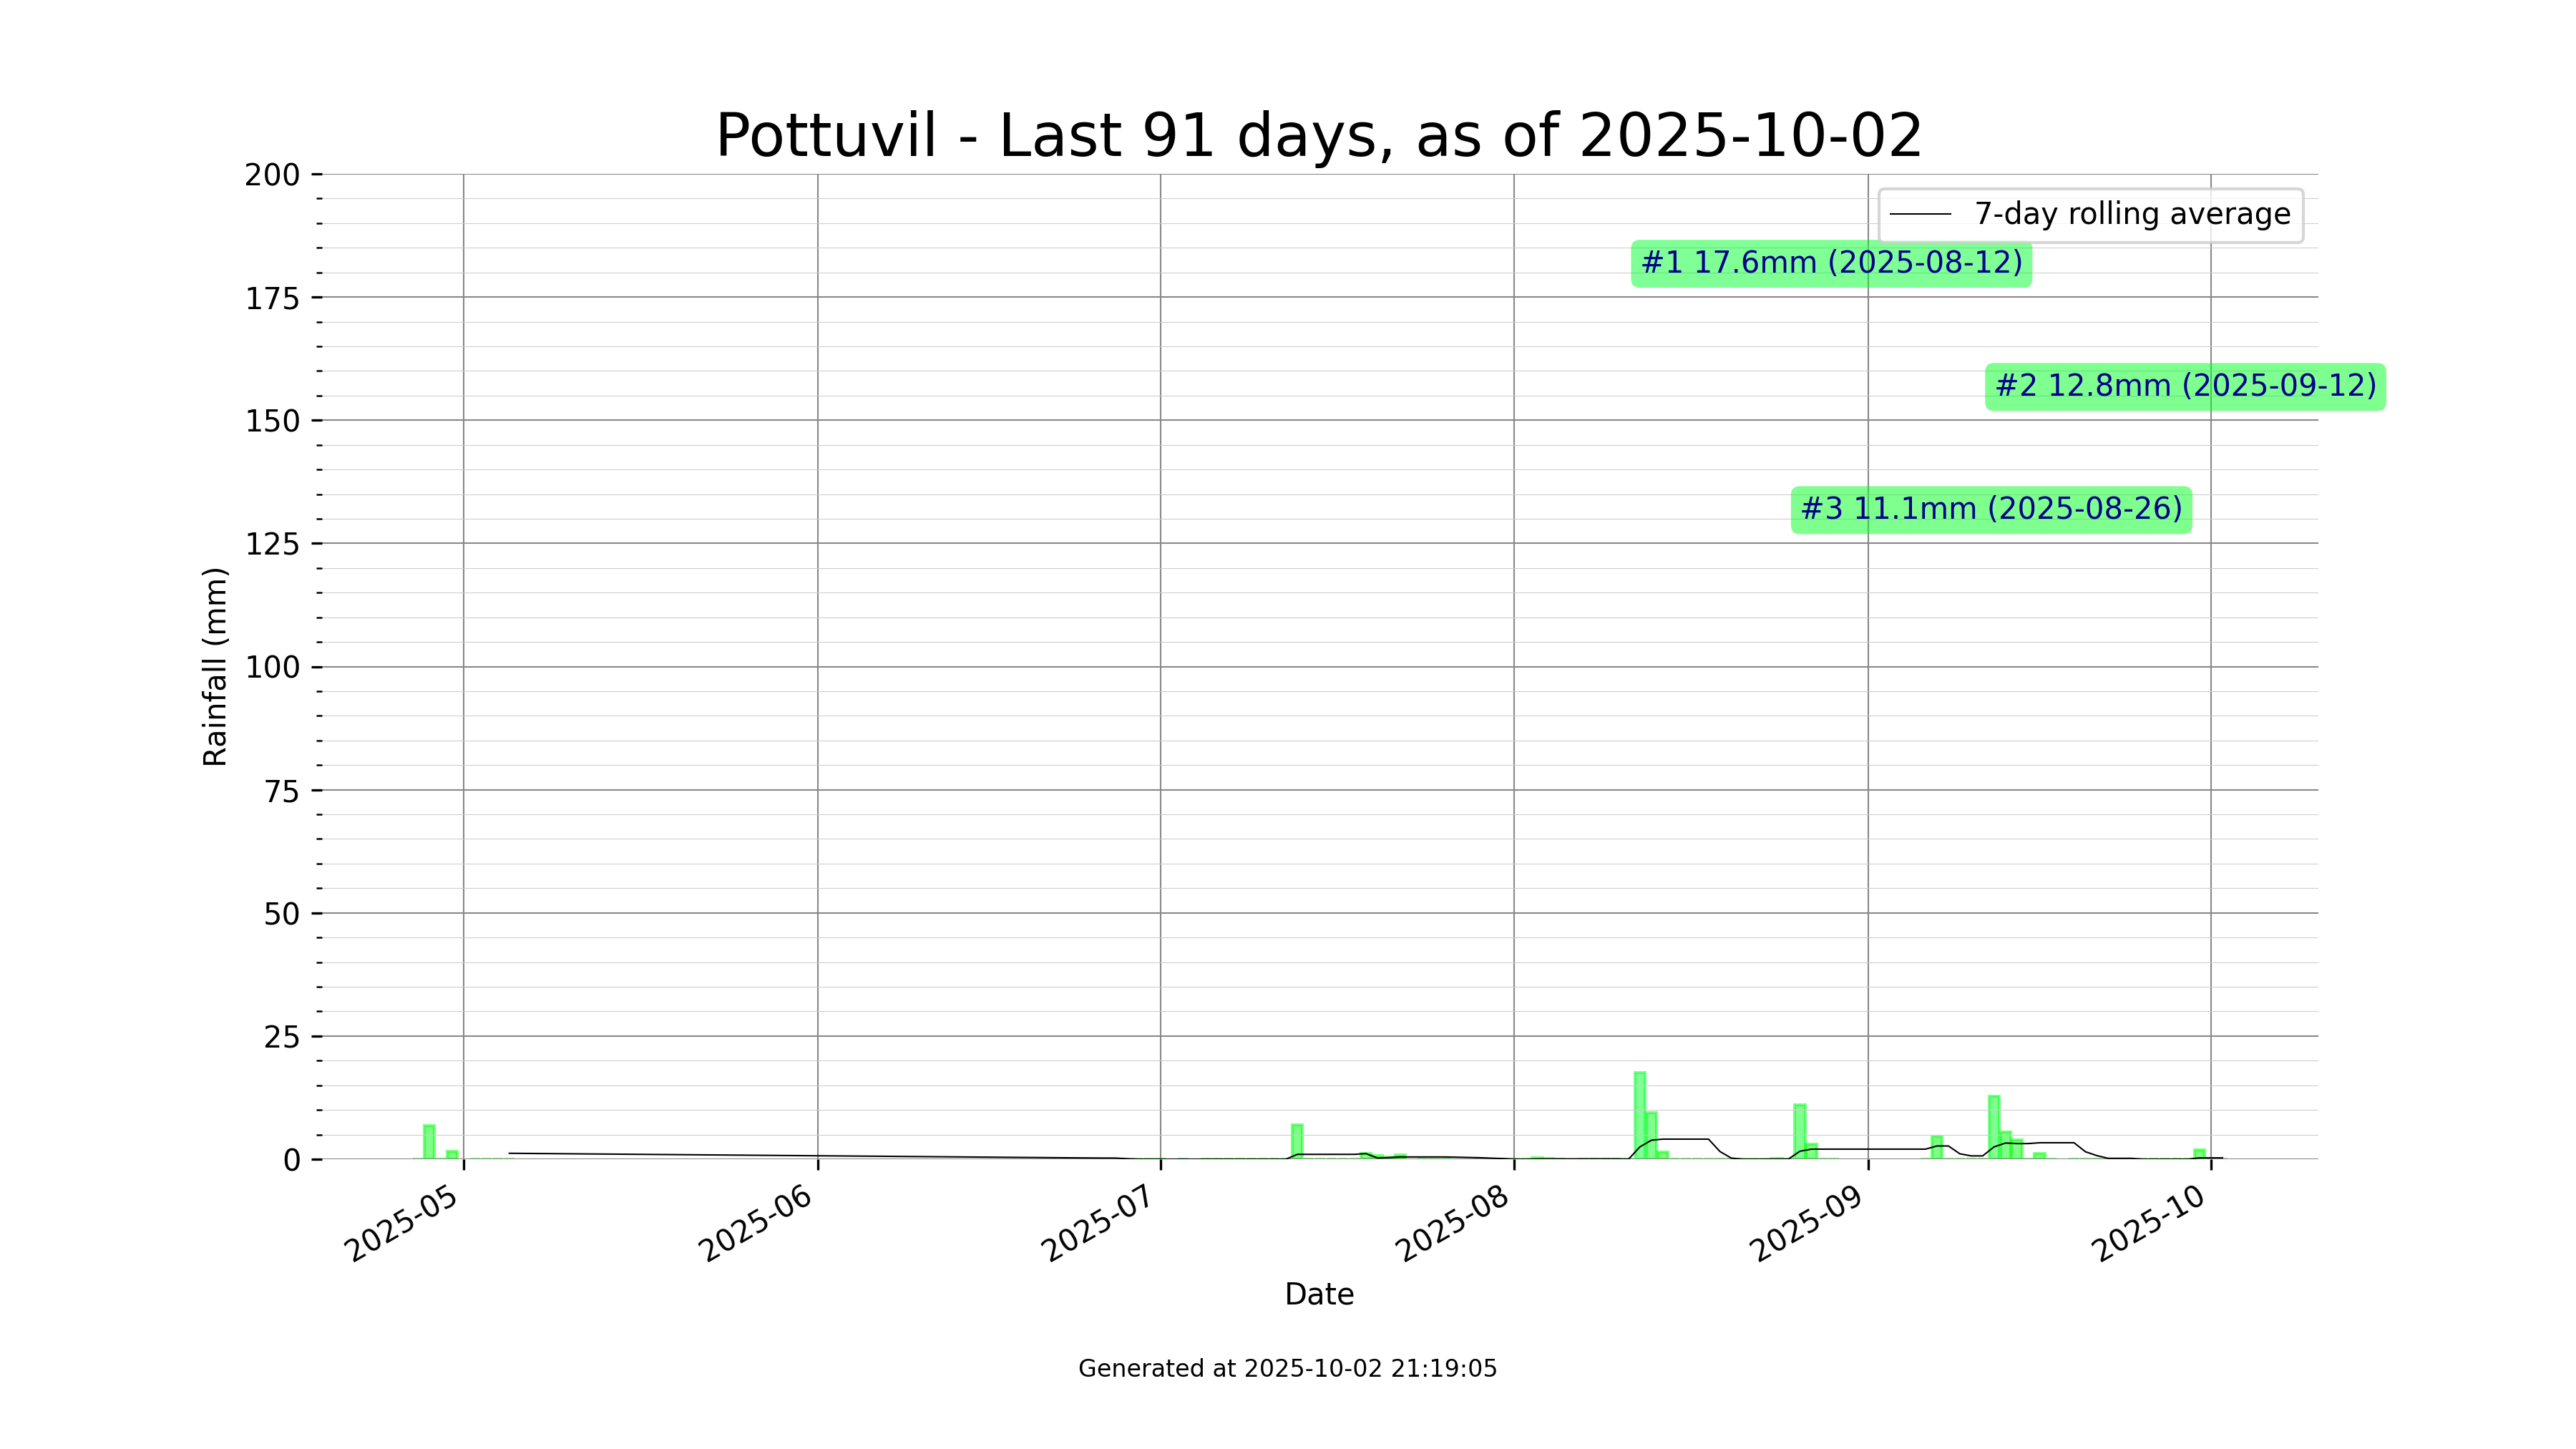 Pottuvil - Last 91 days, as of 2025-10-02
7-day rolling average
#1 17.6mm (2025-08-12)
#2 12.8mm (2025-09-12)
#3 11.1mm (2025-08-26)
Rainfall (mm)
200
175
150
125
100
75
50
25
0
2025-05
2025-06
2025-07
2025-08
2025-09
2025-10
Date
Generated at 2025-10-02 21:19:05